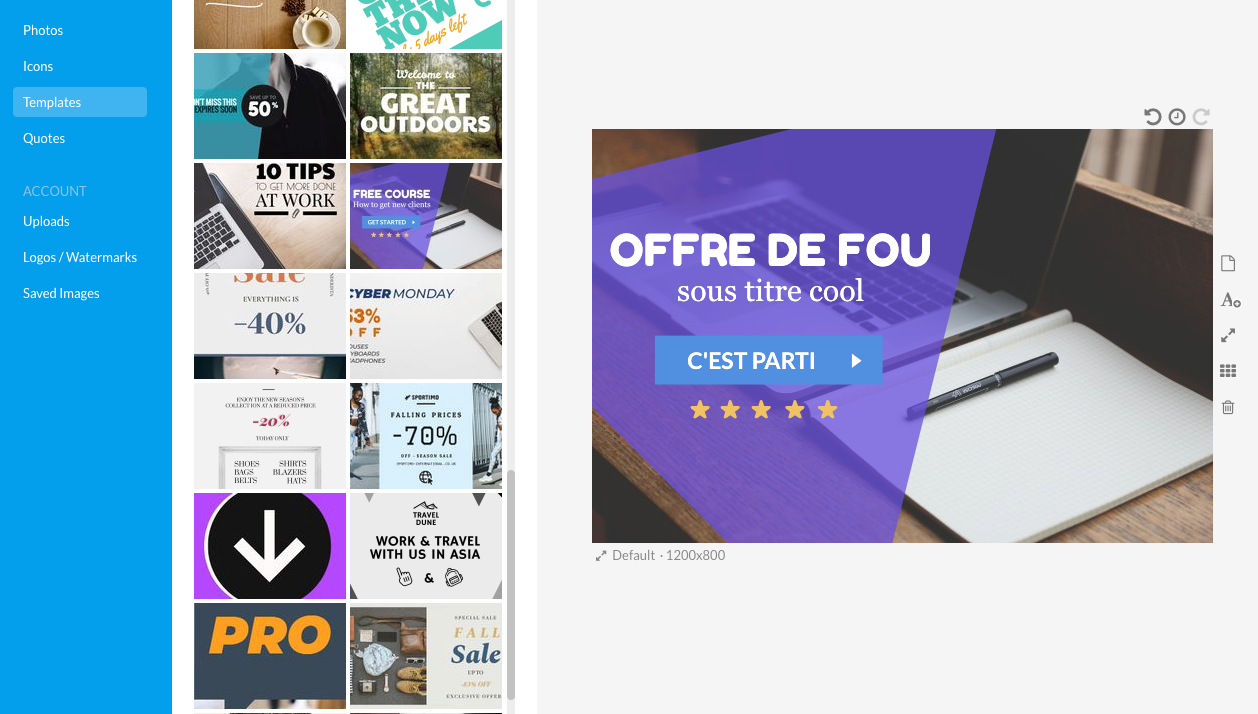 Photos
Icons
Templates
Quotes
ACCOUNT
Uploads
Logos / Watermarks
Saved Images
NOW
5 days left
N'T MISS THIS
EXPIRES SOON
SAVE UP TO
50%
Welcome to
THE
GREAT
OUTDOORS
10 TIPS
TO GET MORE DONE
AT WORK
FREE COURSE
How to get new clients
GET STARTED
Sale
EVERYTHING IS
-40%
CYBER MONDAY
53%
OFF
OUSES
YBOARDS
EADPHONES
ENJOY THE NEW SEASON'S
COLLECTION AT A REDUCED PRICE
-20%
TODAY ONLY
SHOES SHIRTS
BAGS BLAZERS
BELTS HATS
SPORTIMO
FALLING PRICES
-70%
OFF - SEASON SALE
SPORTIMO-INTERNATIONAL.CO.UK
TRAVEL
DUNE
WORK & TRAVEL
WITH US IN ASIA
&
PRO
SPECIAL SALE
FALL
Sale
UP TO
EXCLUSIVE OFFER
OFFRE DE FOU
sous titre cool
C'EST PARTI
Default · 1200x800